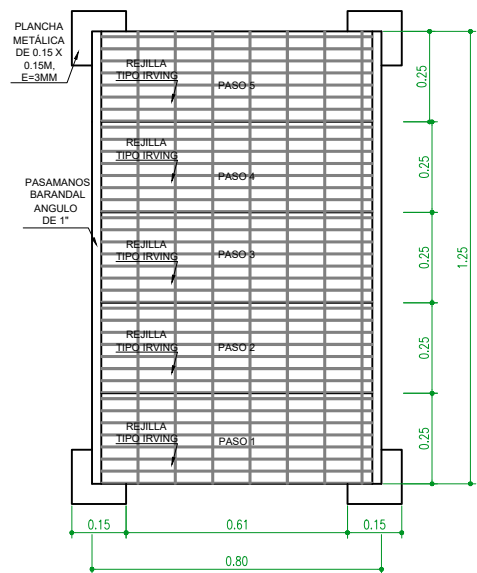 PLANCHA
METÁLICA
DE 0.15 X
0.15M,
E=3MM
REJILLA
TIPO IRVING
PASO 5
0.25
REJILLA
TIPO IRVING
PASO 4
0.25
PASAMANOS
BARANDAL
ANGULO
DE 1"
REJILLA
TIPO IRVING
PASO 3
0.25
1.25
REJILLA
TIPO IRVING
PASO 2
0.25
REJILLA
TIPO IRVING
PASO 1
0.25
0.15
0.61
0.15
0.80